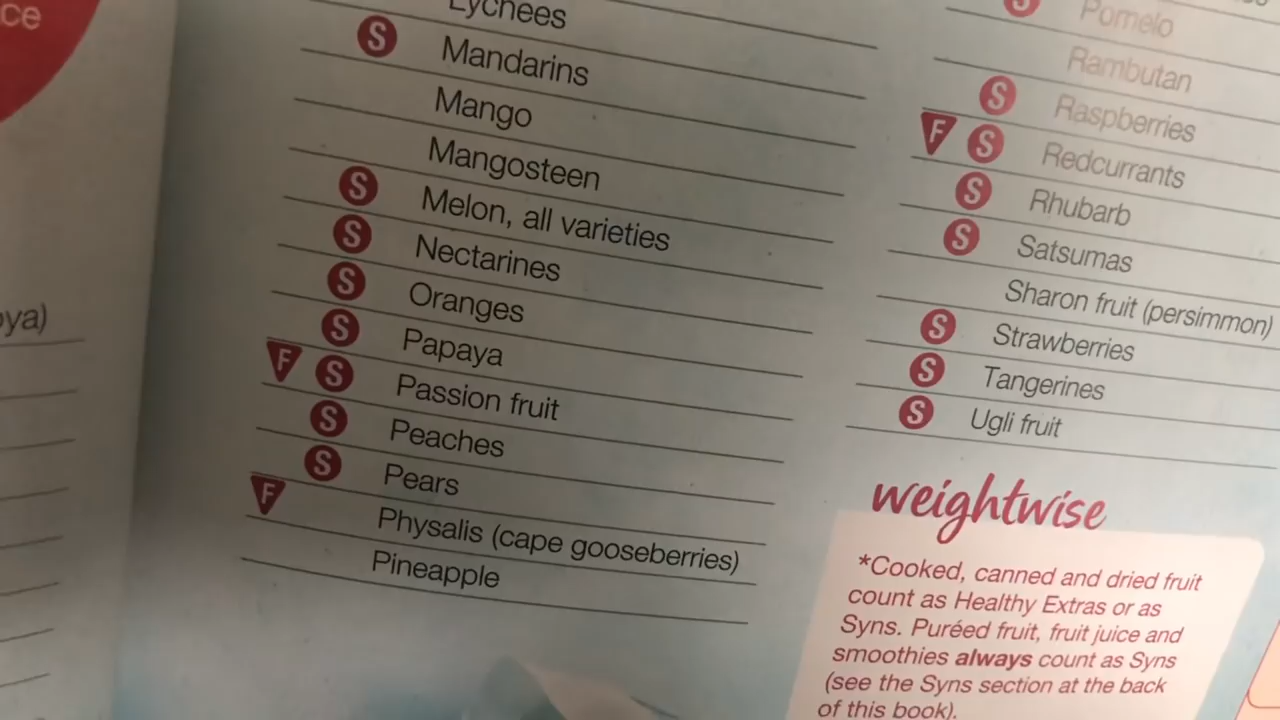 ce
ya)
Lychees
S Mandarins
Mango
Mangosteen
S Melon, all varieties
S Nectarines
S Oranges
S Papaya
F S Passion fruit
S Peaches
S Pears
F Physalis (cape gooseberries)
Pineapple
S Pomelo
Rambutan
S Raspberries
F S Redcurrants
S Rhubarb
S Satsumas
Sharon fruit (persimmon)
S Strawberries
S Tangerines
S Ugli fruit
weightwise
*Cooked, canned and dried fruit
count as Healthy Extras or as
Syns. Puréed fruit, fruit juice and
smoothies always count as Syns
(see the Syns section at the back
of this book).